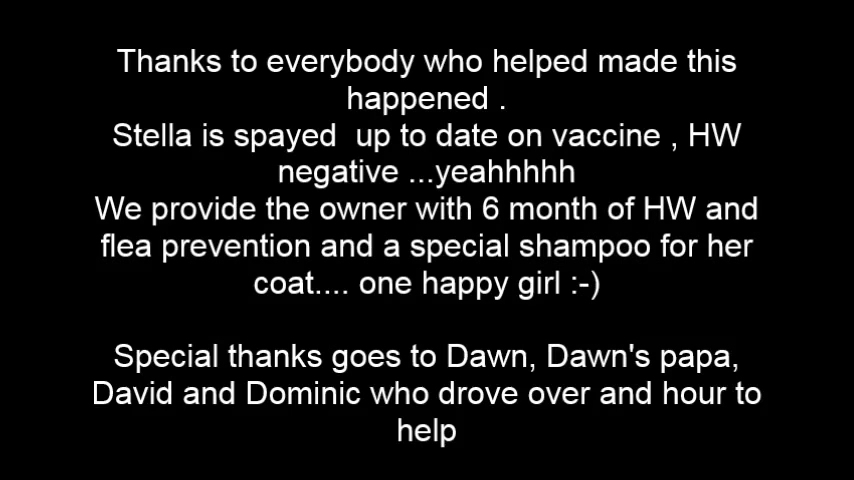 Thanks to everybody who helped made this
happened .
Stella is spayed  up to date on vaccine , HW
negative ...yeahhhhh
We provide the owner with 6 month of HW and
flea prevention and a special shampoo for her
coat.... one happy girl :-)
Special thanks goes to Dawn, Dawn's papa,
David and Dominic who drove over and hour to
help